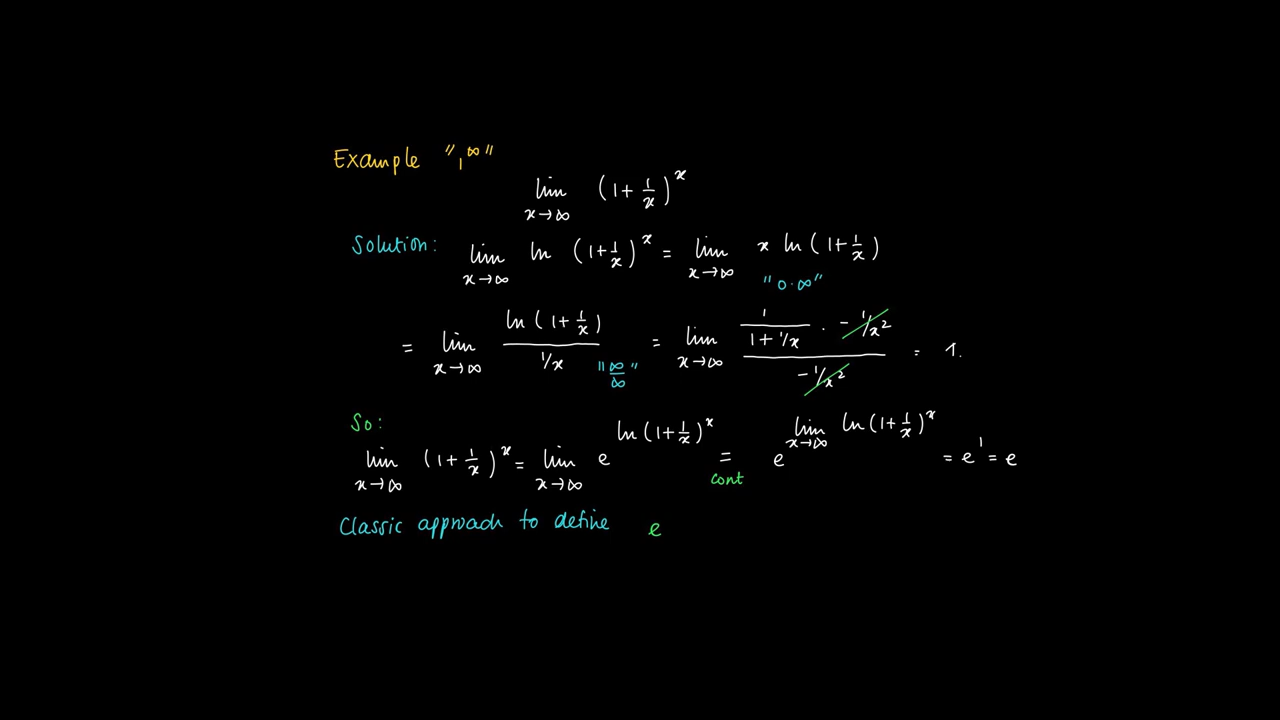 Example "1^∞"
lim x→∞ (1 + 1/x)^x
Solution: lim x→∞ ln (1 + 1/x)^x = lim x→∞ x ln (1 + 1/x)
"0·∞"
= lim x→∞ ln(1 + 1/x) / 1/x "∞/∞" = lim x→∞ (1/(1 + 1/x) · -1/x²) / (-1/x²) = 1.
So:
lim x→∞ (1 + 1/x)^x = lim x→∞ e^(ln(1 + 1/x)^x) = e^(lim x→∞ ln(1 + 1/x)^x) = e^1 = e
cont
Classic approach to define e